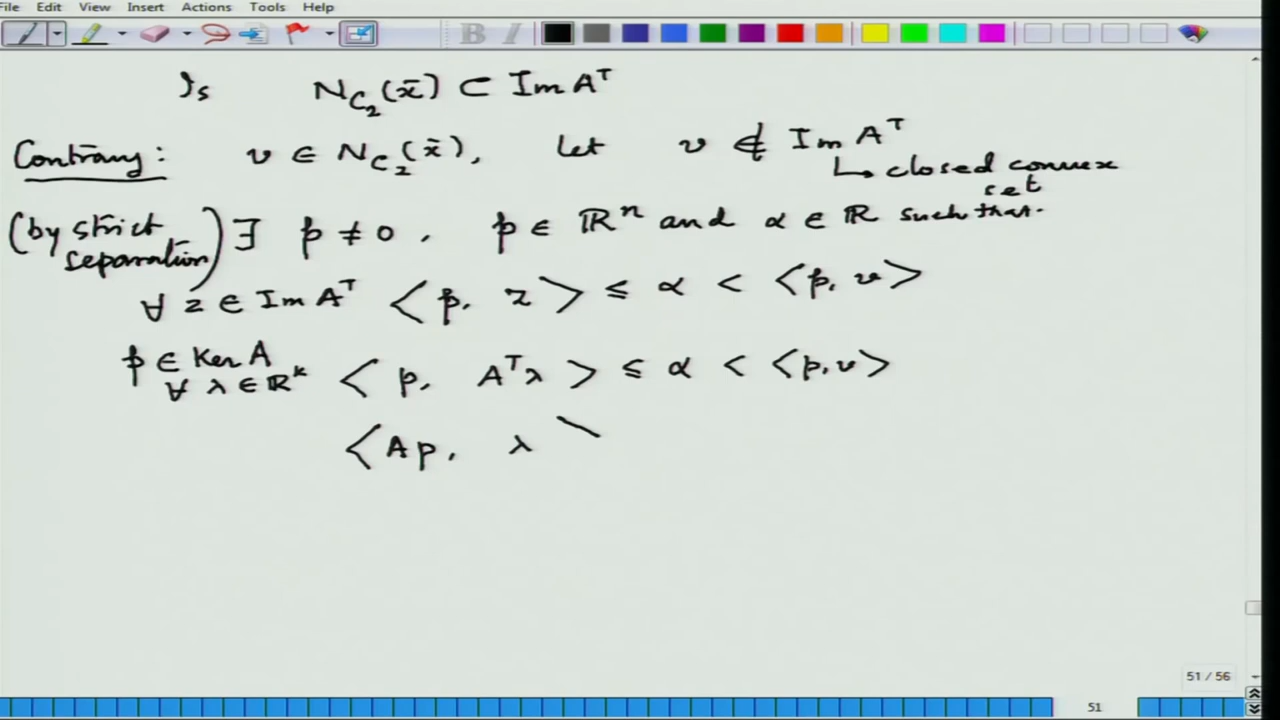 File Edit View Insert Actions Tools Help
Is N_{C_2}(x̄) ⊂ Im A^T
Contrary: v ∈ N_{C_2}(x̄), let v ∉ Im A^T
↳ closed convex
set
(by strict separation) ∃ p ≠ 0, p ∈ ℝ^n and α ∈ ℝ such that.
∀ z ∈ Im A^T ⟨p, z⟩ ≤ α < ⟨p, v⟩
p ∈ Ker A
∀ λ ∈ ℝ^k ⟨p, A^T λ⟩ ≤ α < ⟨p, v⟩
⟨Ap, λ
51 / 56
51